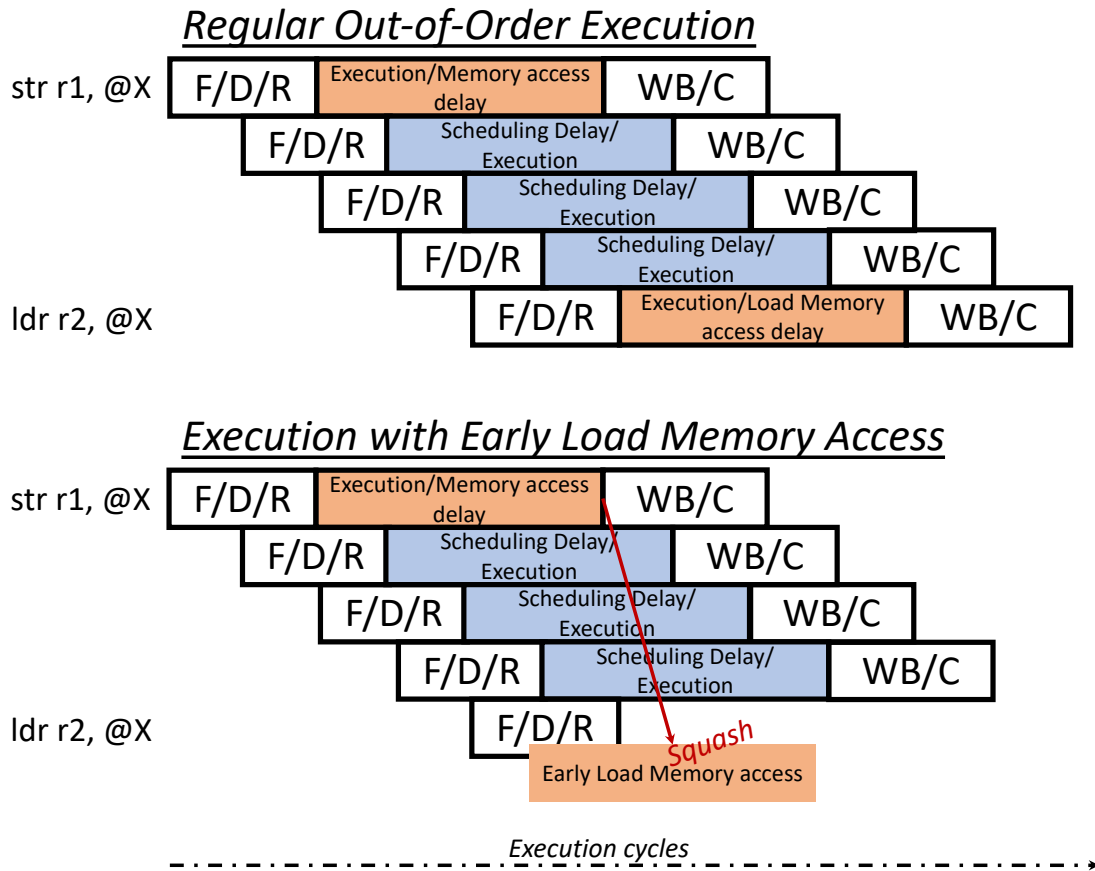 Regular Out-of-Order Execution
str r1, @X
F/D/R
Execution/Memory access
delay
WB/C
F/D/R
Scheduling Delay/
Execution
WB/C
F/D/R
Scheduling Delay/
Execution
WB/C
F/D/R
Scheduling Delay/
Execution
WB/C
ldr r2, @X
F/D/R
Execution/Load Memory
access delay
WB/C
Execution with Early Load Memory Access
str r1, @X
F/D/R
Execution/Memory access
delay
WB/C
F/D/R
Scheduling Delay/
Execution
WB/C
F/D/R
Scheduling Delay/
Execution
WB/C
F/D/R
Scheduling Delay/
Execution
WB/C
ldr r2, @X
F/D/R
Squash
Early Load Memory access
Execution cycles